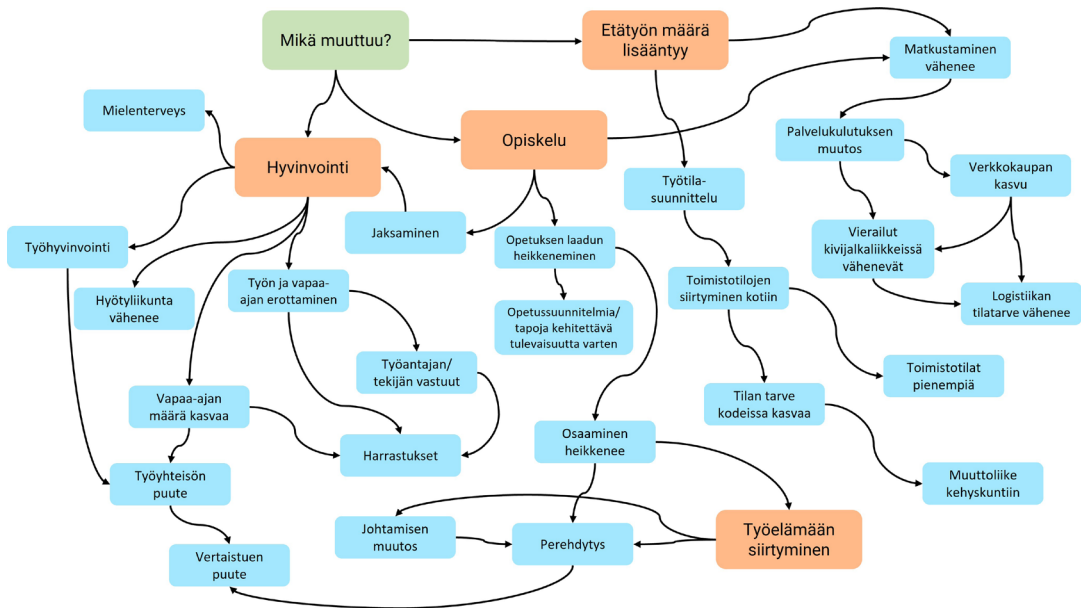 Mikä muuttuu?
Etätyön määrä
lisääntyy
Matkustaminen
vähenee
Mielenterveys
Hyvinvointi
Opiskelu
Palvelukulutuksen
muutos
Verkkokaupan
kasvu
Työtila-
suunnittelu
Jaksaminen
Työhyvinvointi
Opetuksen laadun
heikkeneminen
Vierailut
kivijalkaliikkeissä
vähenevät
Hyötyliikunta
vähenee
Työn ja vapaa-
ajan erottaminen
Toimistotilojen
siirtyminen kotiin
Logistiikan
tilatarve vähenee
Opetussuunnitelmia/
tapoja kehitettävä
tulevaisuutta varten
Työantajan/
tekijän vastuut
Toimistotilat
pienempiä
Vapaa-ajan
määrä kasvaa
Tilan tarve
kodeissa kasvaa
Harrastukset
Osaaminen
heikkenee
Työyhteisön
puute
Muuttoliike
kehyskuntiin
Johtamisen
muutos
Perehdytys
Työelämään
siirtyminen
Vertaistuen
puute